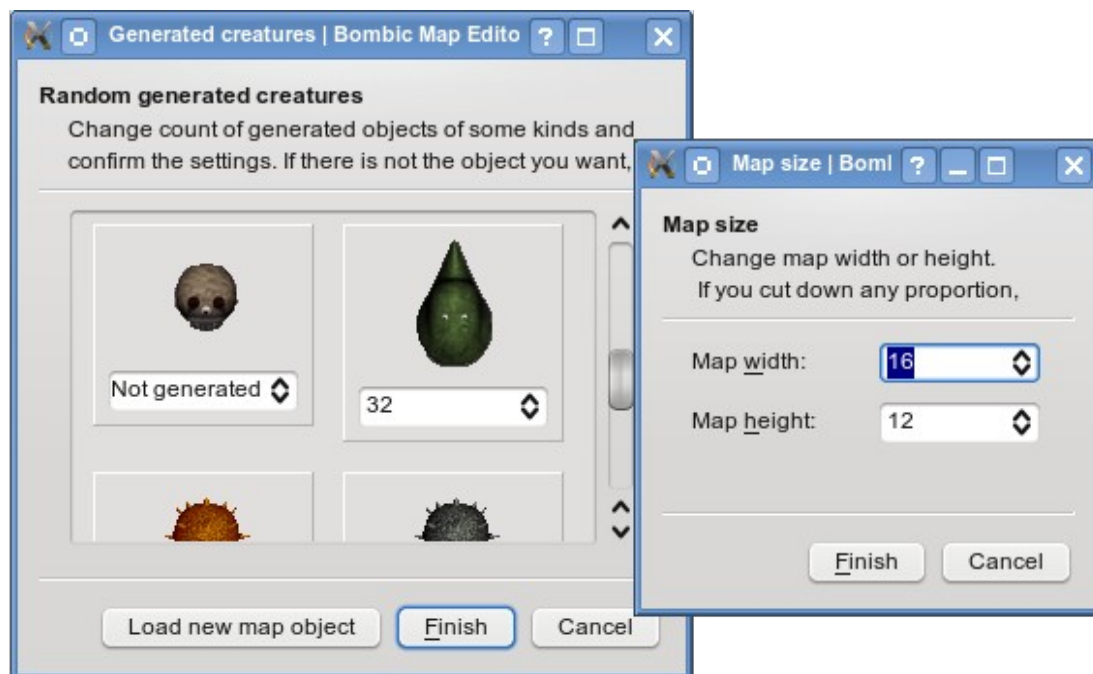 Generated creatures | Bombic Map Edito
Random generated creatures
Change count of generated objects of some kinds and
confirm the settings. If there is not the object you want,
Not generated
32
Load new map object
Finish
Cancel
Map size | Boml
Map size
Change map width or height.
If you cut down any proportion,
Map width: 16
Map height: 12
Finish
Cancel